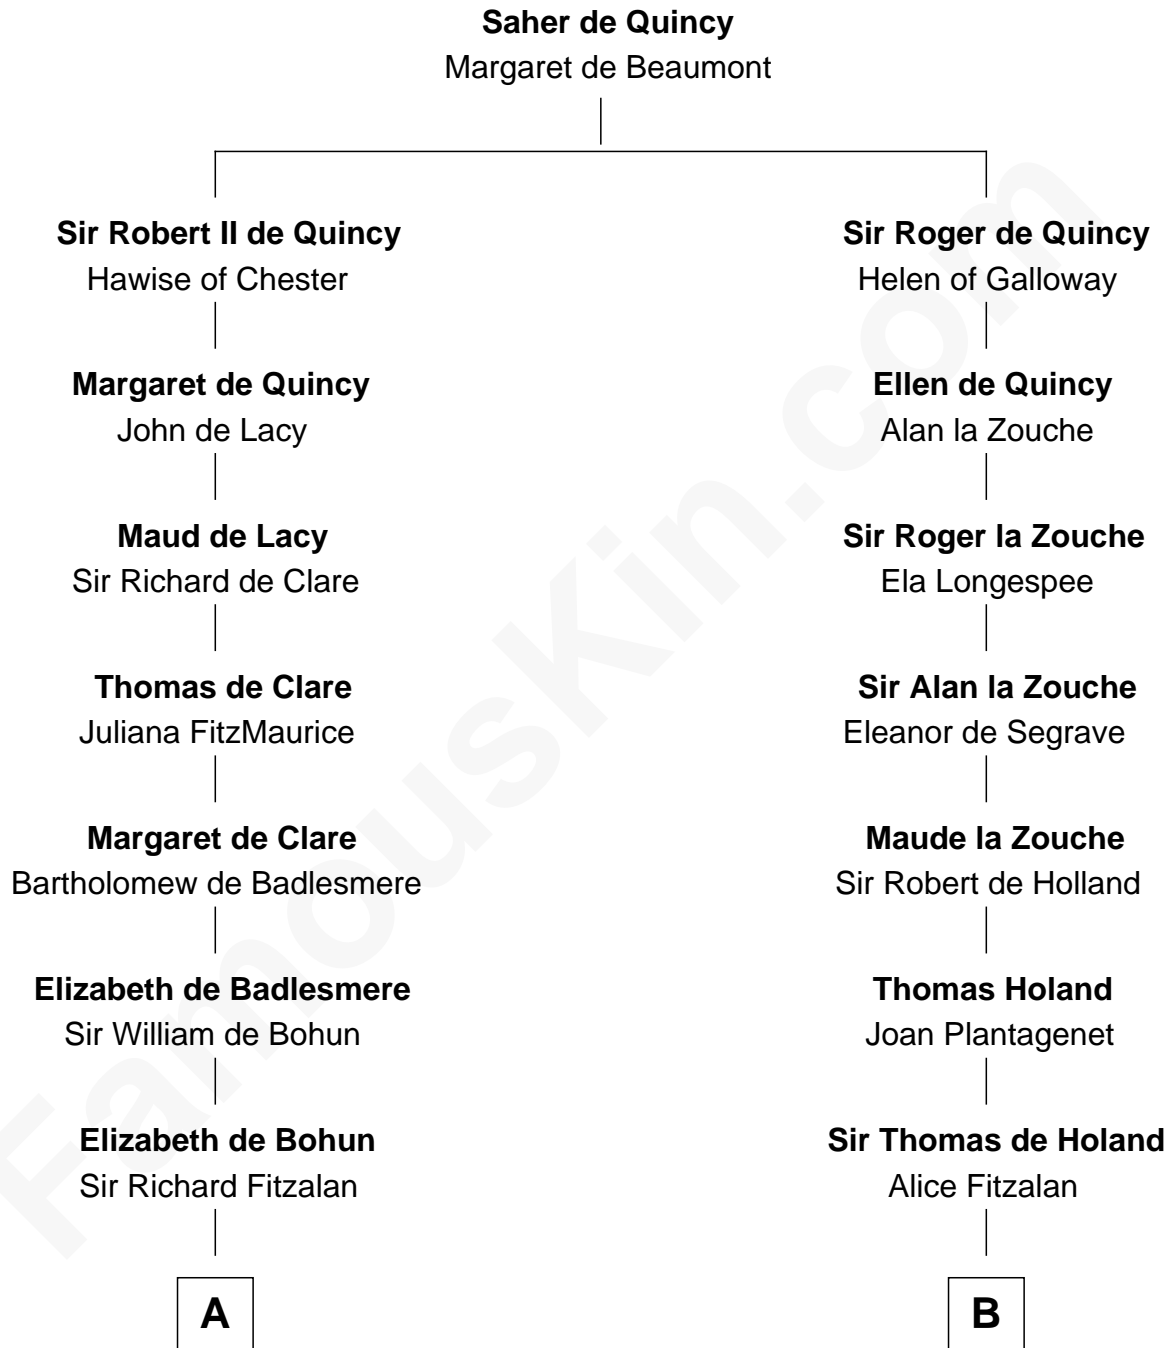 Saher de Quincy
Margaret de Beaumont
Sir Robert II de Quincy
Hawise of Chester
Sir Roger de Quincy
Helen of Galloway
Margaret de Quincy
John de Lacy
Ellen de Quincy
Alan la Zouche
Maud de Lacy
Sir Richard de Clare
Sir Roger la Zouche
Ela Longespee
Thomas de Clare
Juliana FitzMaurice
Sir Alan la Zouche
Eleanor de Segrave
Margaret de Clare
Bartholomew de Badlesmere
Maude la Zouche
Sir Robert de Holland
Elizabeth de Badlesmere
Sir William de Bohun
Thomas Holand
Joan Plantagenet
Elizabeth de Bohun
Sir Richard Fitzalan
Sir Thomas de Holand
Alice Fitzalan
A
B
FamousKin.com